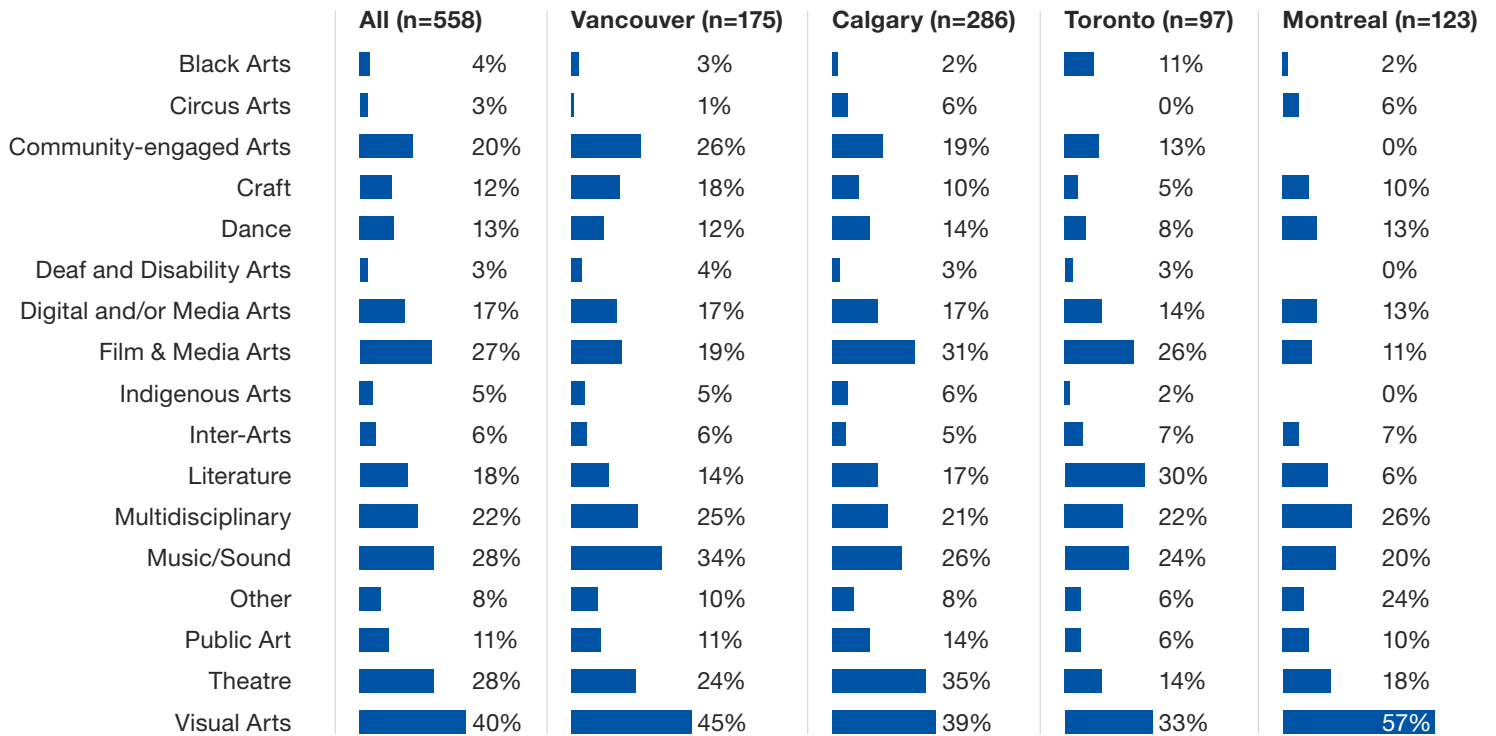 All (n=558) Vancouver (n=175) Calgary (n=286) Toronto (n=97) Montreal (n=123)
Black Arts 4% 3% 2% 11% 2%
Circus Arts 3% 1% 6% 0% 6%
Community-engaged Arts 20% 26% 19% 13% 0%
Craft 12% 18% 10% 5% 10%
Dance 13% 12% 14% 8% 13%
Deaf and Disability Arts 3% 4% 3% 3% 0%
Digital and/or Media Arts 17% 17% 17% 14% 13%
Film & Media Arts 27% 19% 31% 26% 11%
Indigenous Arts 5% 5% 6% 2% 0%
Inter-Arts 6% 6% 5% 7% 7%
Literature 18% 14% 17% 30% 6%
Multidisciplinary 22% 25% 21% 22% 26%
Music/Sound 28% 34% 26% 24% 20%
Other 8% 10% 8% 6% 24%
Public Art 11% 11% 14% 6% 10%
Theatre 28% 24% 35% 14% 18%
Visual Arts 40% 45% 39% 33% 57%